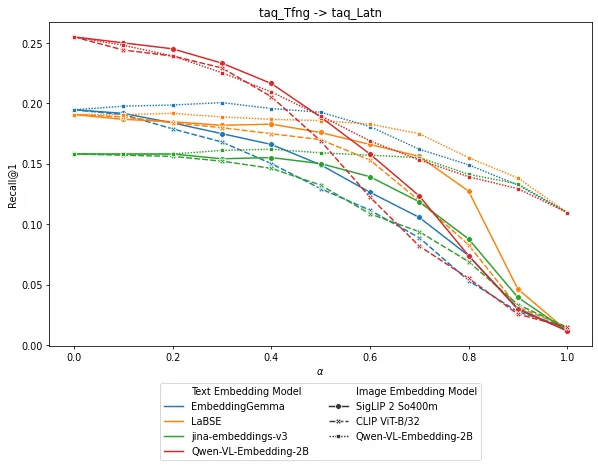 taq_Tfng -> taq_Latn
Recall@1
0.25
0.20
0.15
0.10
0.05
0.00
0.0 0.2 0.4 0.6 0.8 1.0
α
Text Embedding Model
EmbeddingGemma
LaBSE
jina-embeddings-v3
Qwen-VL-Embedding-2B
Image Embedding Model
SigLIP 2 So400m
CLIP ViT-B/32
Qwen-VL-Embedding-2B